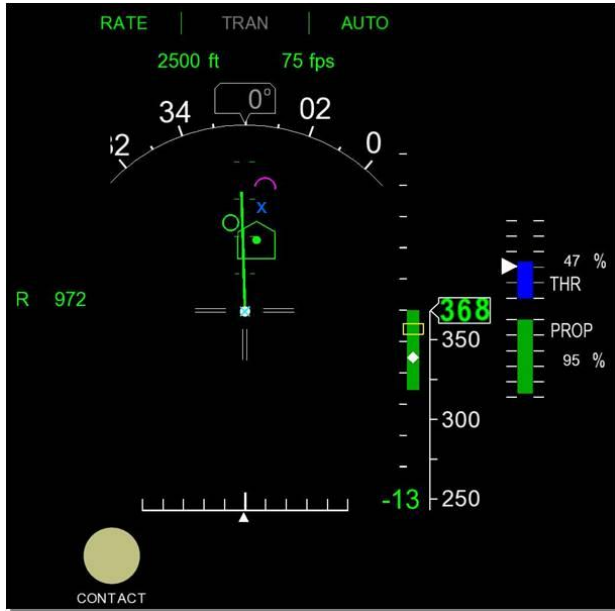 RATE | TRAN | AUTO
2500 ft 75 fps
0°
34 02
32 0
x
47 %
THR
R 972
368
PROP
350
95 %
300
-13 250
CONTACT